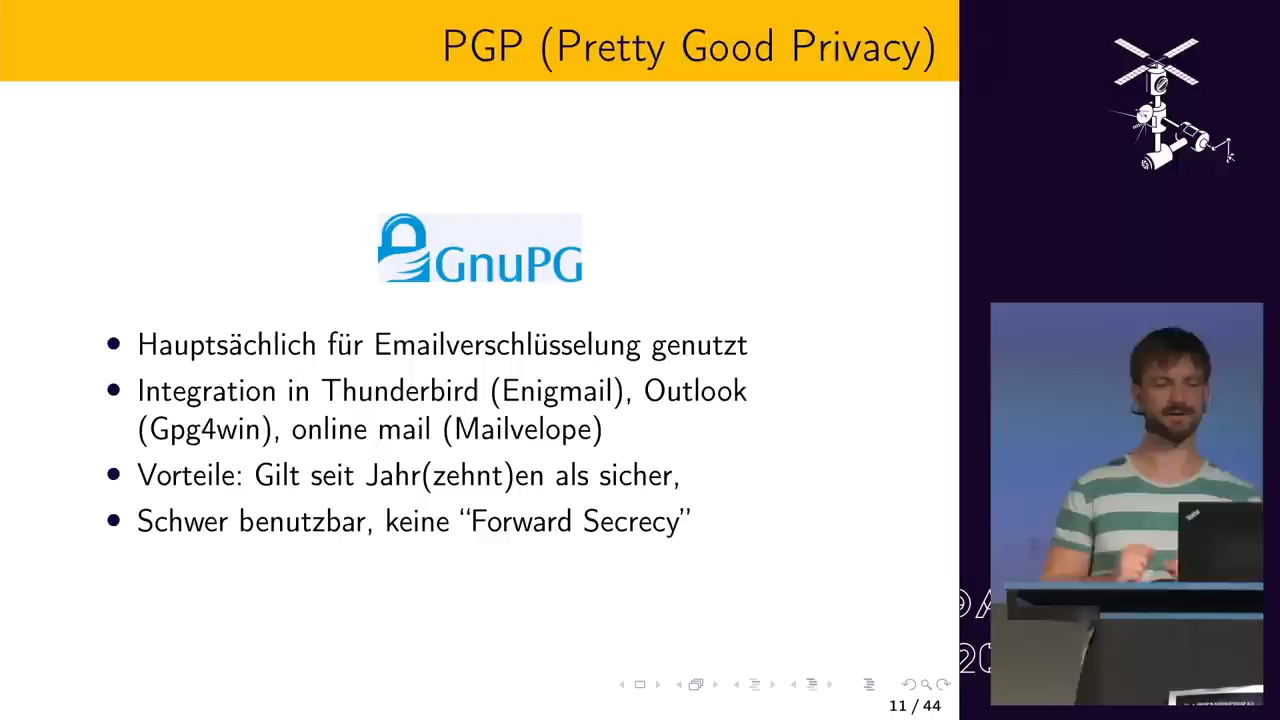 PGP (Pretty Good Privacy)
GnuPG
• Hauptsächlich für Emailverschlüsselung genutzt
• Integration in Thunderbird (Enigmail), Outlook
(Gpg4win), online mail (Mailvelope)
• Vorteile: Gilt seit Jahr(zehnt)en als sicher,
• Schwer benutzbar, keine “Forward Secrecy”
11 / 44